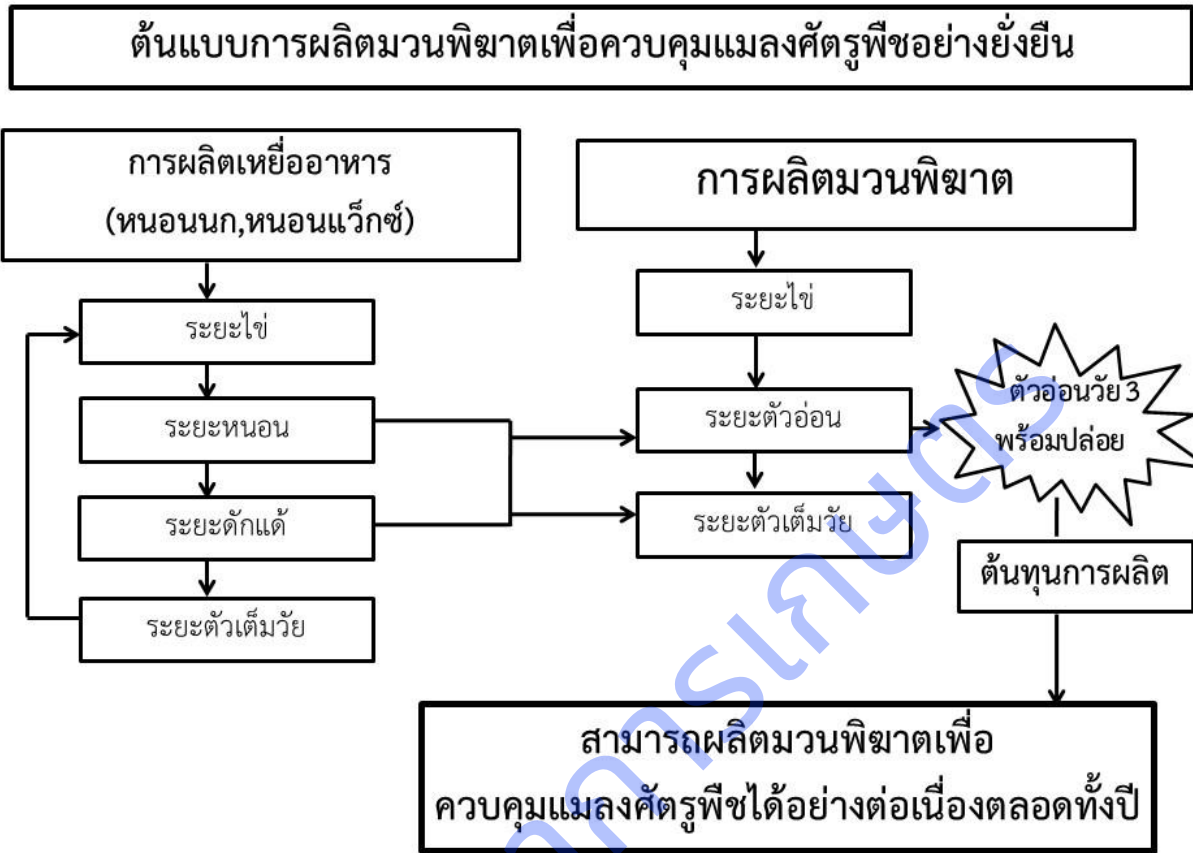 ต้นแบบการผลิตมวนพิฆาตเพื่อควบคุมแมลงศัตรูพืชอย่างยั่งยืน
การผลิตเหยื่ออาหาร
(หนอนนก,หนอนแว็กซ์)
ระยะไข่
ระยะหนอน
ระยะดักแด้
ระยะตัวเต็มวัย
การผลิตมวนพิฆาต
ระยะไข่
ระยะตัวอ่อน
ระยะตัวเต็มวัย
ตัวอ่อนวัย 3
พร้อมปล่อย
ต้นทุนการผลิต
สามารถผลิตมวนพิฆาตเพื่อ
ควบคุมแมลงศัตรูพืชได้อย่างต่อเนื่องตลอดทั้งปี